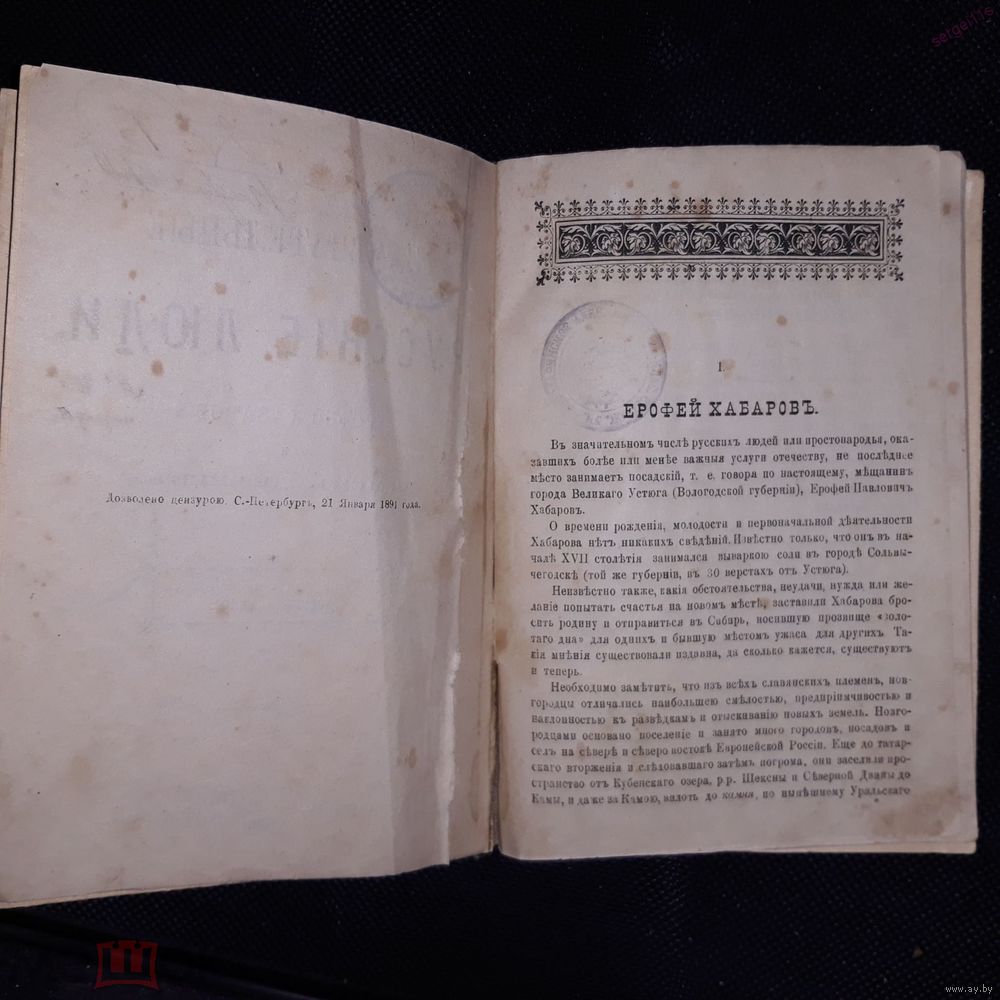 sergei11s
Дозволено цензурою. С.-Петербургъ, 21 Января 1891 года.
I.
ЕРОФЕЙ ХАБАРОВЪ.
Въ значительномъ числѣ русскихъ людей или простонародья, ока-
завшихъ болѣе или менѣе важныя услуги отечеству, не послѣднее
мѣсто занимаетъ посадскій, т. е. говоря по настоящему, мѣщанинъ
города Великаго Устюга (Вологодской губерніи), Ерофей Павловичъ
Хабаровъ.
О времени рожденія, молодости и первоначальной дѣятельности
Хабарова нѣтъ никакихъ свѣдѣній. Извѣстно только, что онъ въ на-
чалѣ XVII столѣтія занимался вываркою соли въ городѣ Сольвы-
чегодскѣ (той же губерніи, въ 30 верстахъ отъ Устюга).
Неизвѣстно также, какія обстоятельства, неудачи, нужда или же-
ланіе попытать счастья на новомъ мѣстѣ, заставили Хабарова бро-
сить родину и отправиться въ Сибирь, носившую прозвище «золо-
таго дна» для однихъ и бывшую мѣстомъ ужаса для другихъ. Та-
кія мнѣнія существовали издавна, да сколько кажется, существуютъ
и теперь.
Необходимо замѣтить, что изъ всѣхъ славянскихъ племенъ, нов-
городцы отличались наибольшею смѣлостью, предпріимчивостью и
наклонностью къ развѣдкамъ и отыскиванію новыхъ земель. Новго-
родцами основано поселеніе и занято много городовъ, посадовъ и
селъ на сѣверѣ и сѣверо востокѣ Европейской Россіи. Еще до татар-
скаго вторженія и слѣдовавшаго затѣмъ погрома, они заселили про-
странство отъ Кубенскаго озера, р.р. Шексны и Сѣверной Двины до
Камы, и даже за Камою, вплоть до камня, по нынѣшнему Уральскаго
www.ay.by